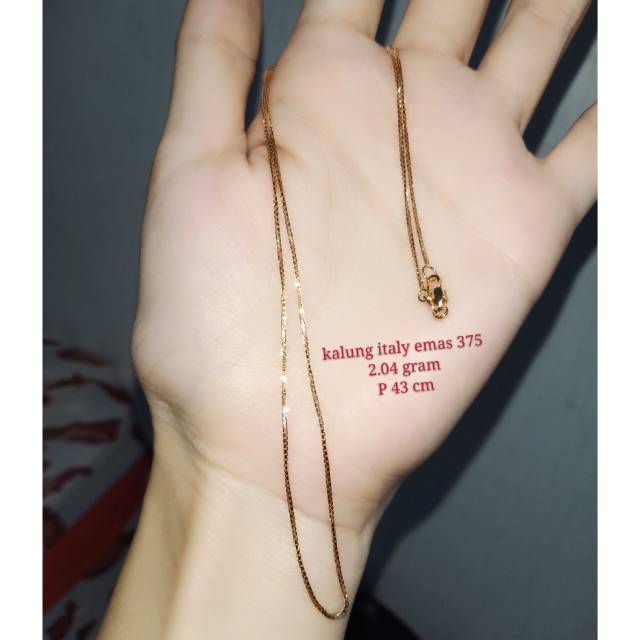 kalung italy emas 375
2.04 gram
P 43 cm